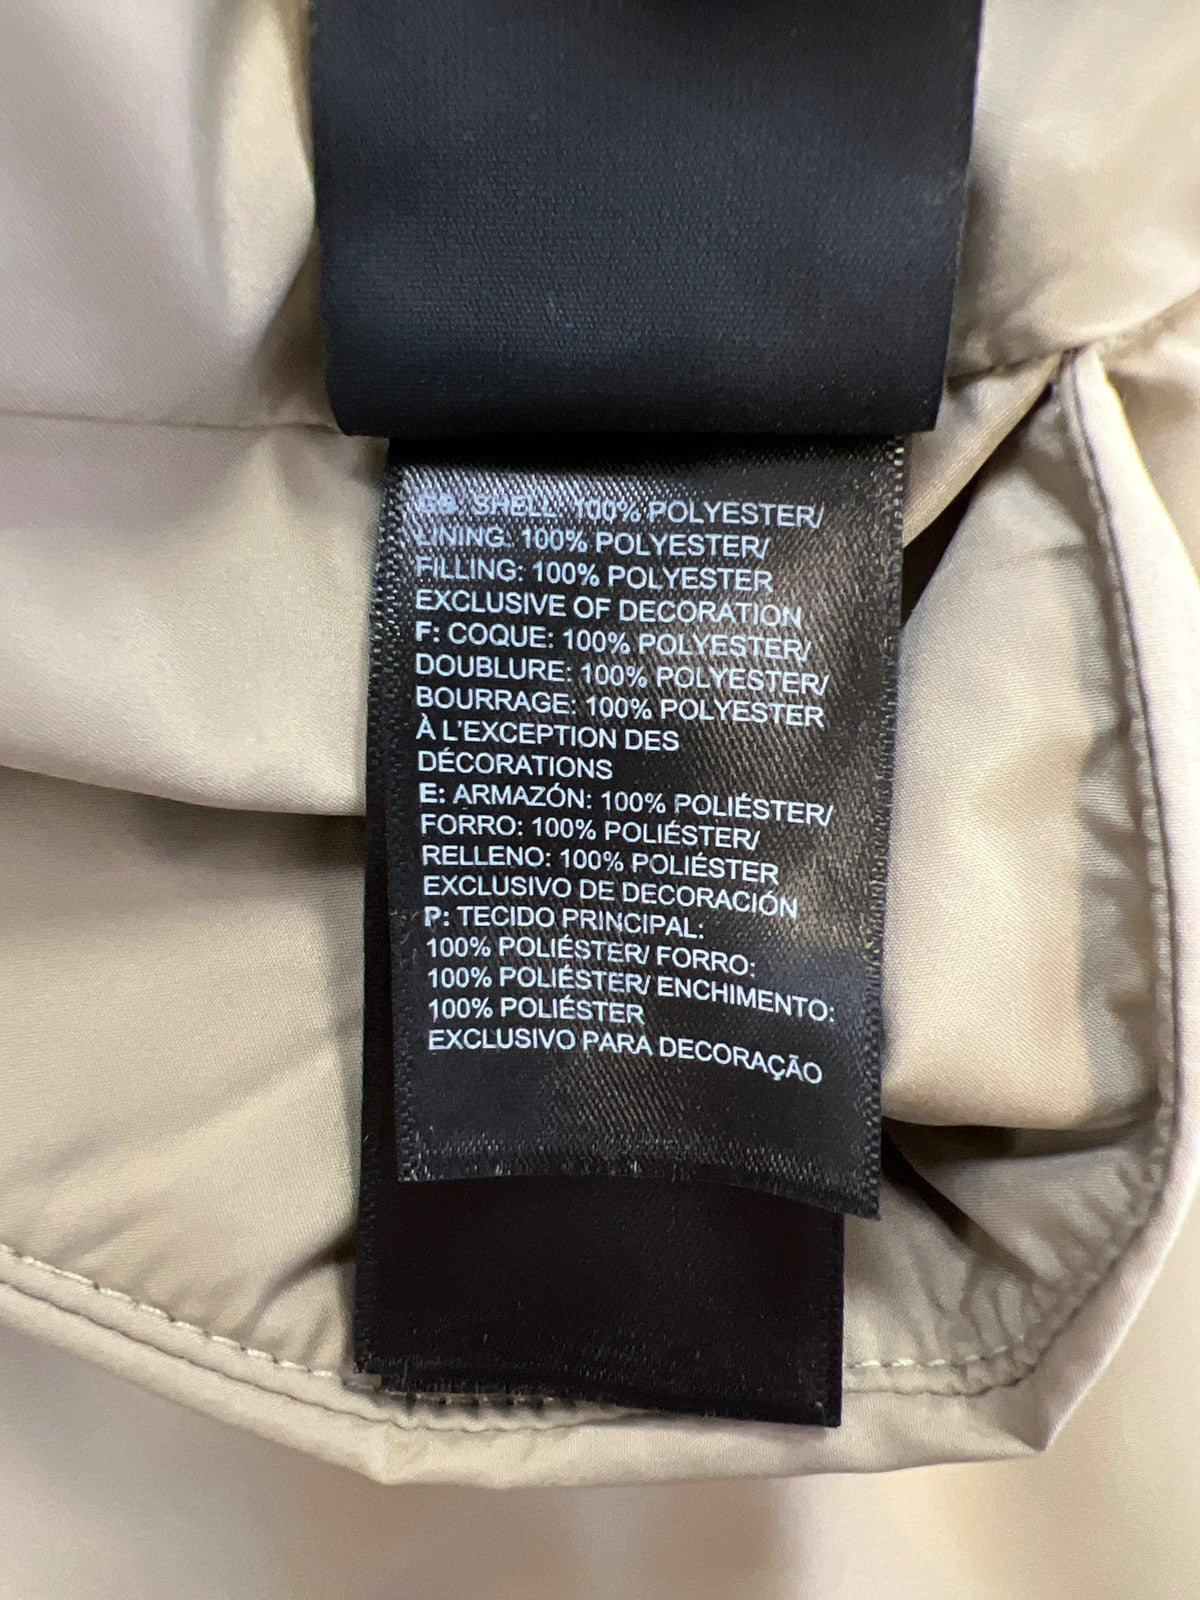 GB: SHELL: 100% POLYESTER/
LINING: 100% POLYESTER/
FILLING: 100% POLYESTER
EXCLUSIVE OF DECORATION
F: COQUE: 100% POLYESTER/
DOUBLURE: 100% POLYESTER/
BOURRAGE: 100% POLYESTER
À L'EXCEPTION DES
DÉCORATIONS
E: ARMAZÓN: 100% POLIÉSTER/
FORRO: 100% POLIÉSTER/
RELLENO: 100% POLIÉSTER
EXCLUSIVO DE DECORACIÓN
P: TECIDO PRINCIPAL:
100% POLIÉSTER/ FORRO:
100% POLIÉSTER/ ENCHIMENTO:
100% POLIÉSTER
EXCLUSIVO PARA DECORAÇÃO